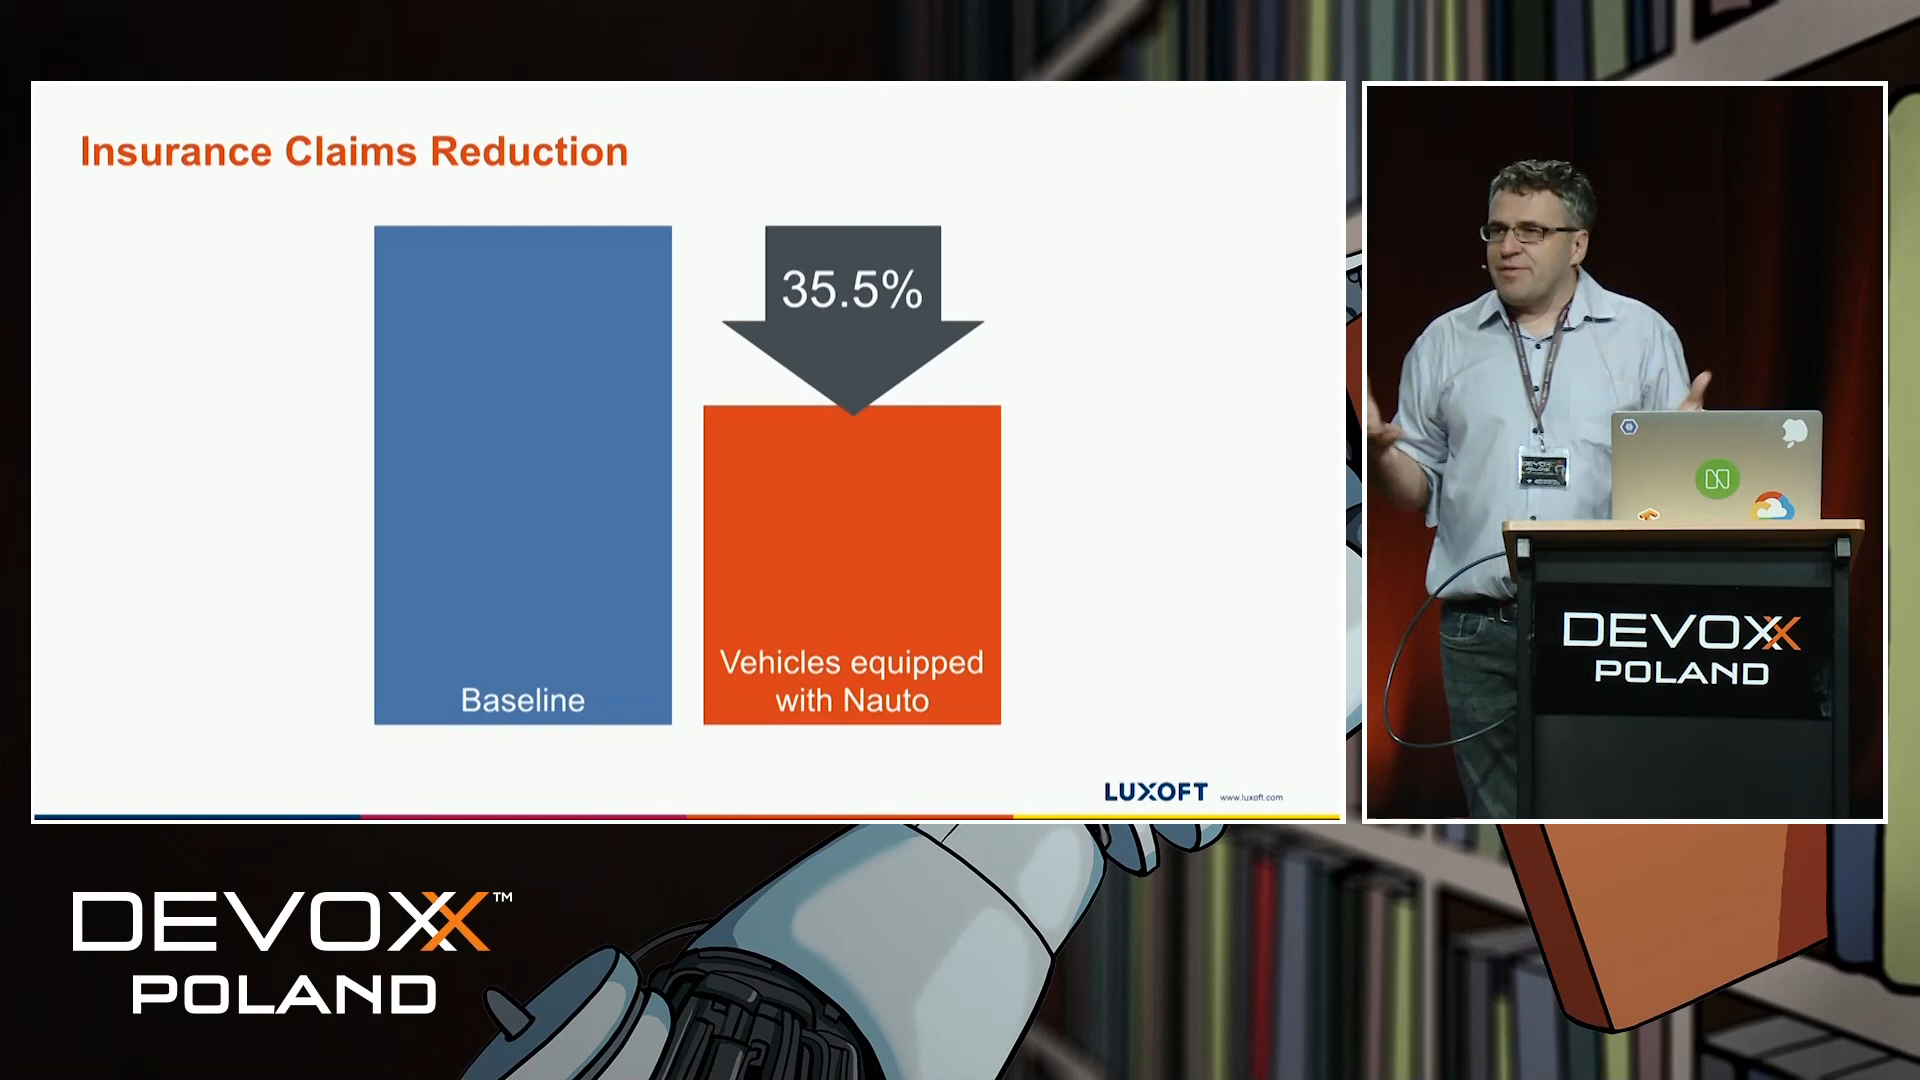 Insurance Claims Reduction
35.5%
Baseline
Vehicles equipped
with Nauto
LUXOFT www.luxoft.com
DEVOXX
POLAND
DEVOXX™
POLAND